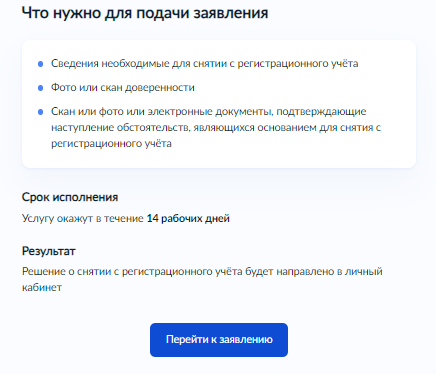 Что нужно для подачи заявления
Сведения необходимые для снятии с регистрационного учёта
Фото или скан доверенности
Скан или фото или электронные документы, подтверждающие
наступление обстоятельств, являющихся основанием для снятия с
регистрационного учёта
Срок исполнения
Услугу окажут в течение 14 рабочих дней
Результат
Решение о снятии с регистрационного учёта будет направлено в личный
кабинет
Перейти к заявлению